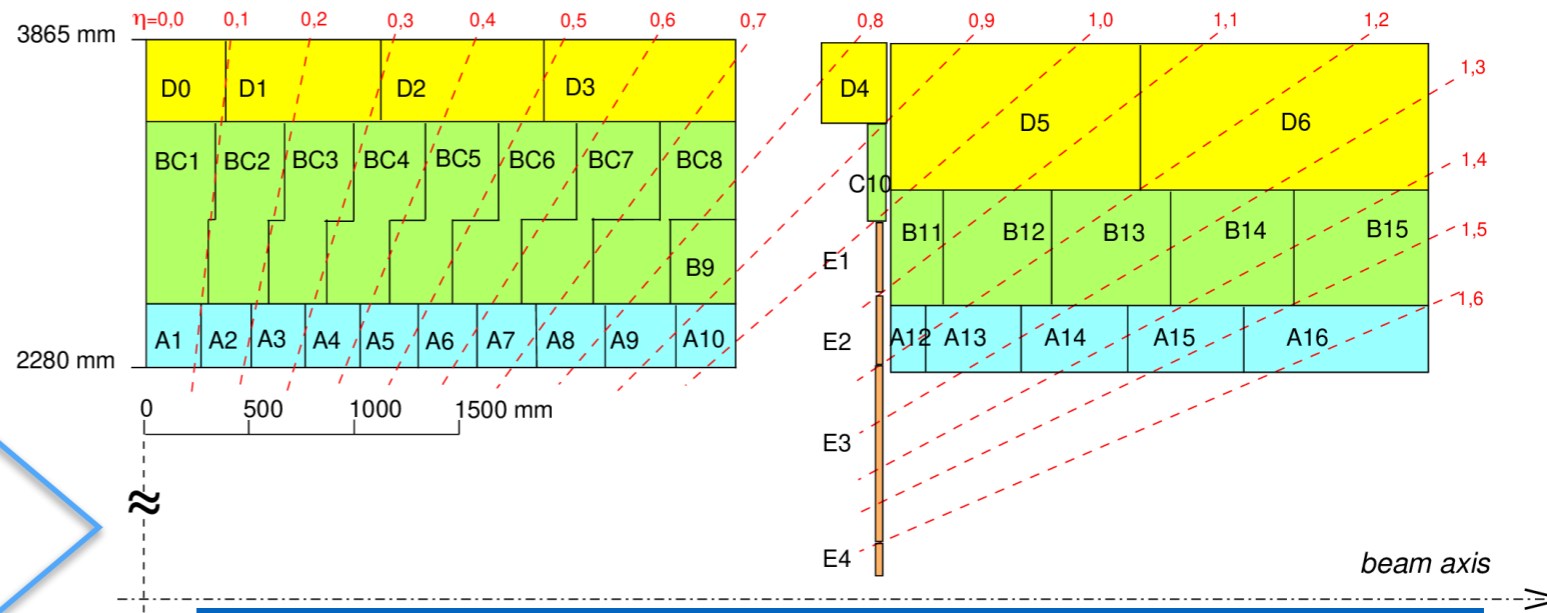 η=0,0 0,1 0,2 0,3 0,4 0,5 0,6 0,7 0,8 0,9 1,0 1,1 1,2
3865 mm
1,3
D0 D1 D2 D3 D4 D5 D6
1,4
BC1 BC2 BC3 BC4 BC5 BC6 BC7 BC8 C10
B11 B12 B13 B14 B15 1,5
B9 E1
1,6
A1 A2 A3 A4 A5 A6 A7 A8 A9 A10 E2 A12 A13 A14 A15 A16
2280 mm
0 500 1000 1500 mm
E3
≈
E4
beam axis